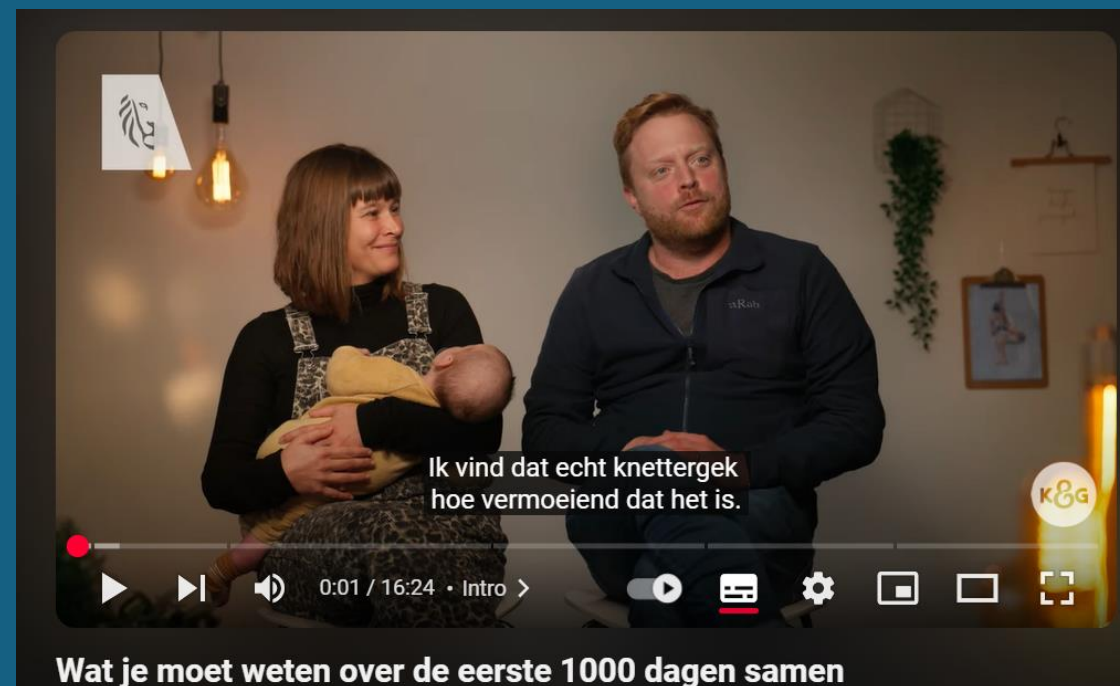 Rab
Ik vind dat echt knettergek
hoe vermoeiend dat het is.
K&G
0:01 / 16:24 • Intro >
Wat je moet weten over de eerste 1000 dagen samen